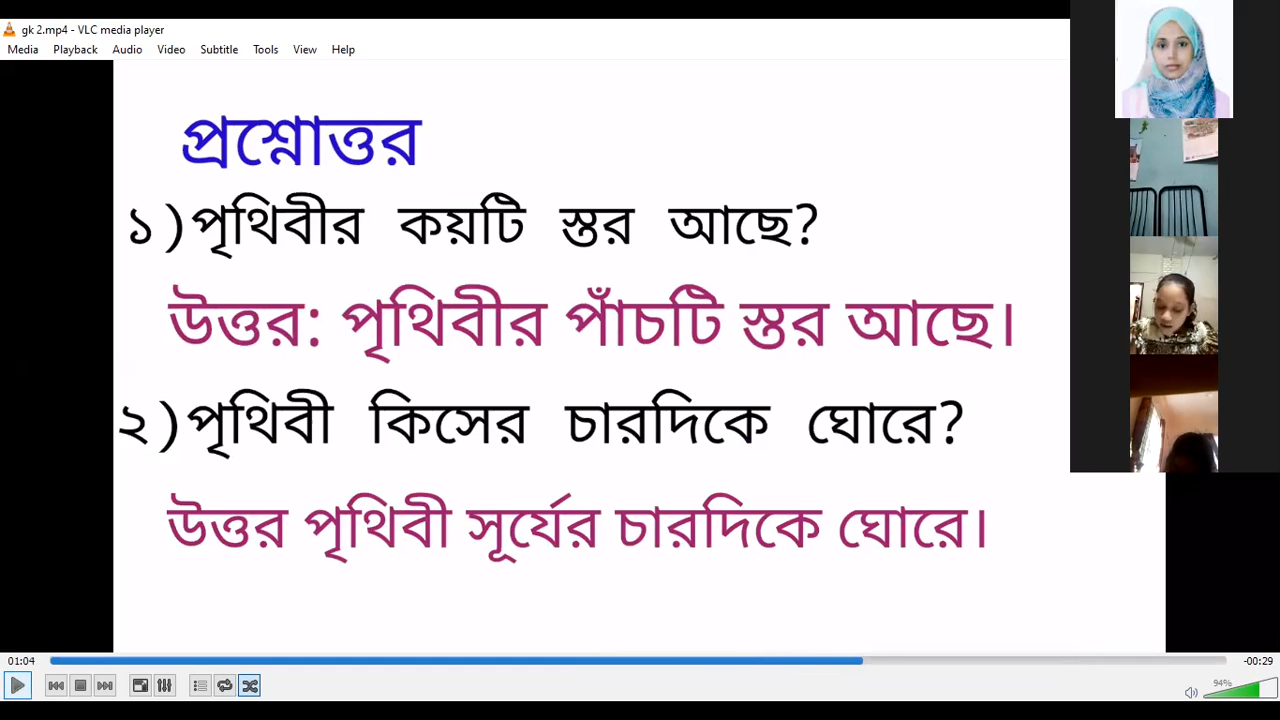 gk 2.mp4 - VLC media player
Media Playback Audio Video Subtitle Tools View Help
প্রশ্নোত্তর
১)পৃথিবীর কয়টি স্তর আছে?
উত্তর: পৃথিবীর পাঁচটি স্তর আছে।
২)পৃথিবী কিসের চারদিকে ঘোরে?
উত্তর পৃথিবী সূর্যের চারদিকে ঘোরে।
01:04 -00:29
94%